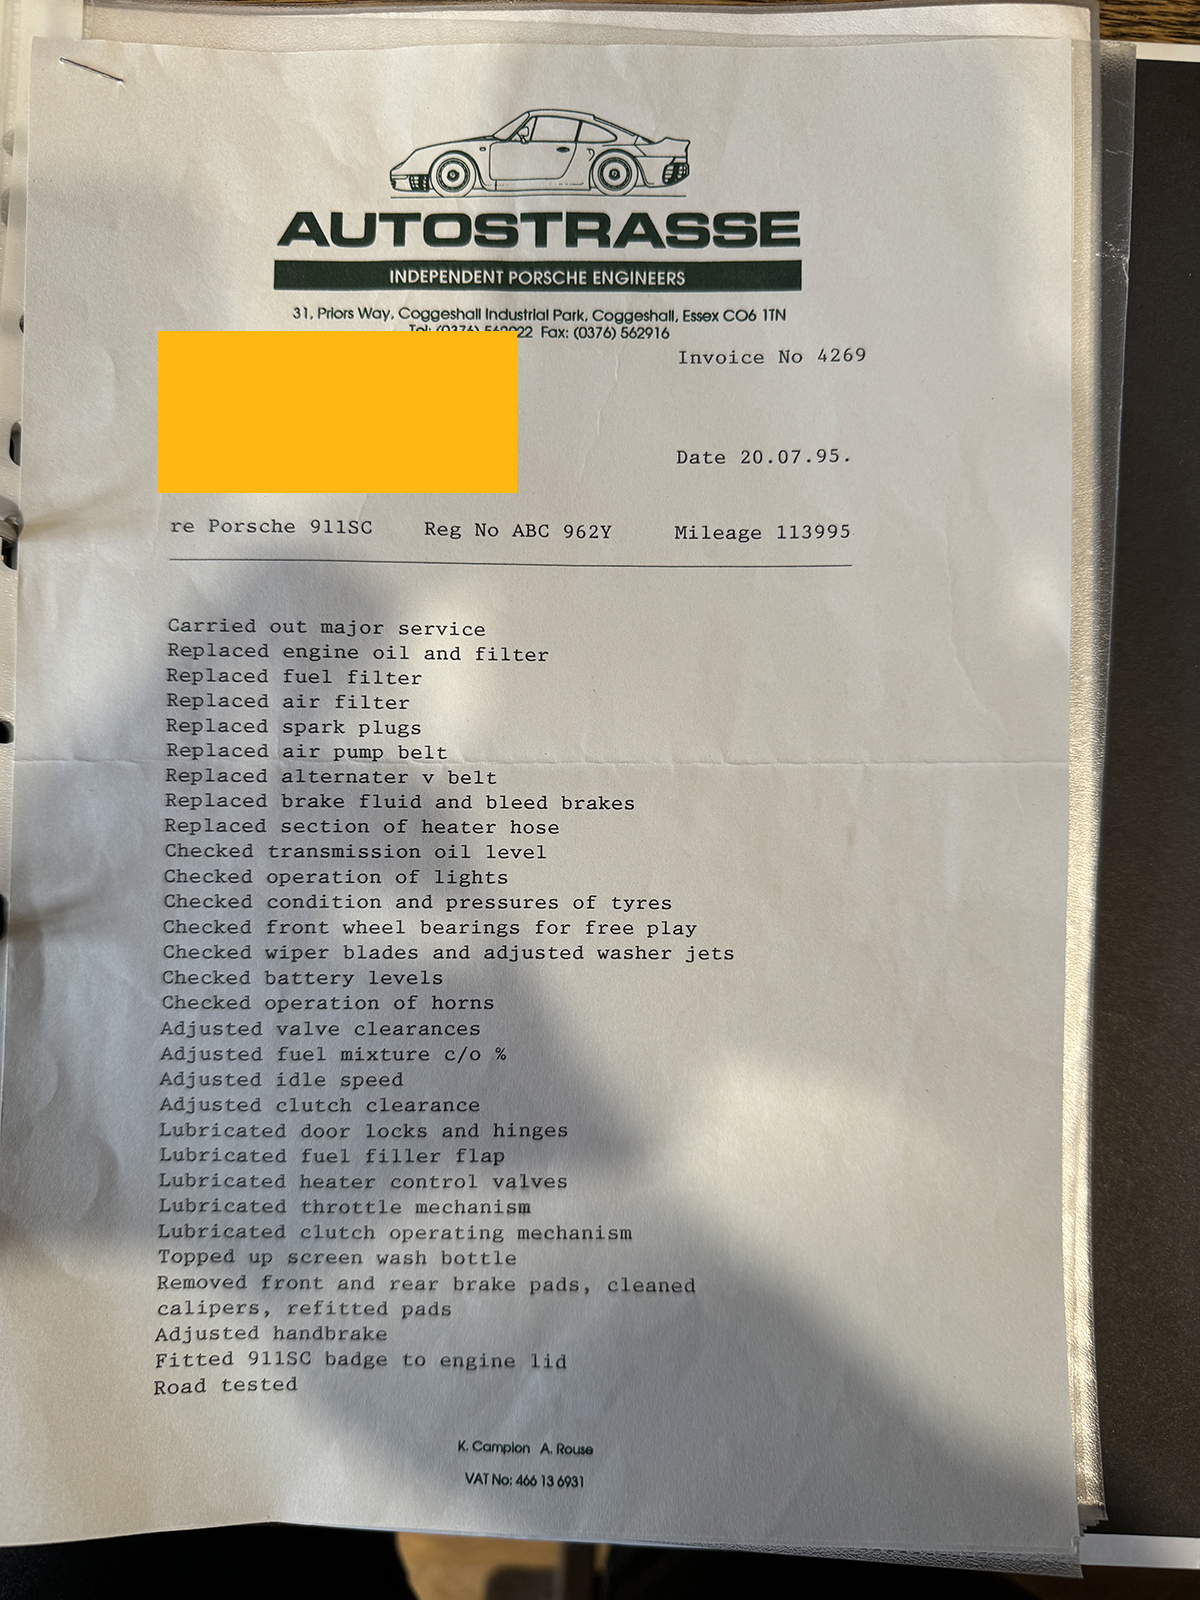 AUTOSTRASSE
INDEPENDENT PORSCHE ENGINEERS
31, Priors Way, Coggeshall Industrial Park, Coggeshall, Essex CO6 1TN
Tel: (0376) Fax: (0376) 562916
Invoice No 4269
Date 20.07.95.
re Porsche 911SC Reg No ABC 962Y Mileage 113995
Carried out major service
Replaced engine oil and filter
Replaced fuel filter
Replaced air filter
Replaced spark plugs
Replaced air pump belt
Replaced alternater v belt
Replaced brake fluid and bleed brakes
Replaced section of heater hose
Checked transmission oil level
Checked operation of lights
Checked condition and pressures of tyres
Checked front wheel bearings for free play
Checked wiper blades and adjusted washer jets
Checked battery levels
Checked operation of horns
Adjusted valve clearances
Adjusted fuel mixture c/o %
Adjusted idle speed
Adjusted clutch clearance
Lubricated door locks and hinges
Lubricated fuel filler flap
Lubricated heater control valves
Lubricated throttle mechanism
Lubricated clutch operating mechanism
Topped up screen wash bottle
Removed front and rear brake pads, cleaned
calipers, refitted pads
Adjusted handbrake
Fitted 911SC badge to engine lid
Road tested
K. Campion A. Rouse
VAT No: 466 13 6931